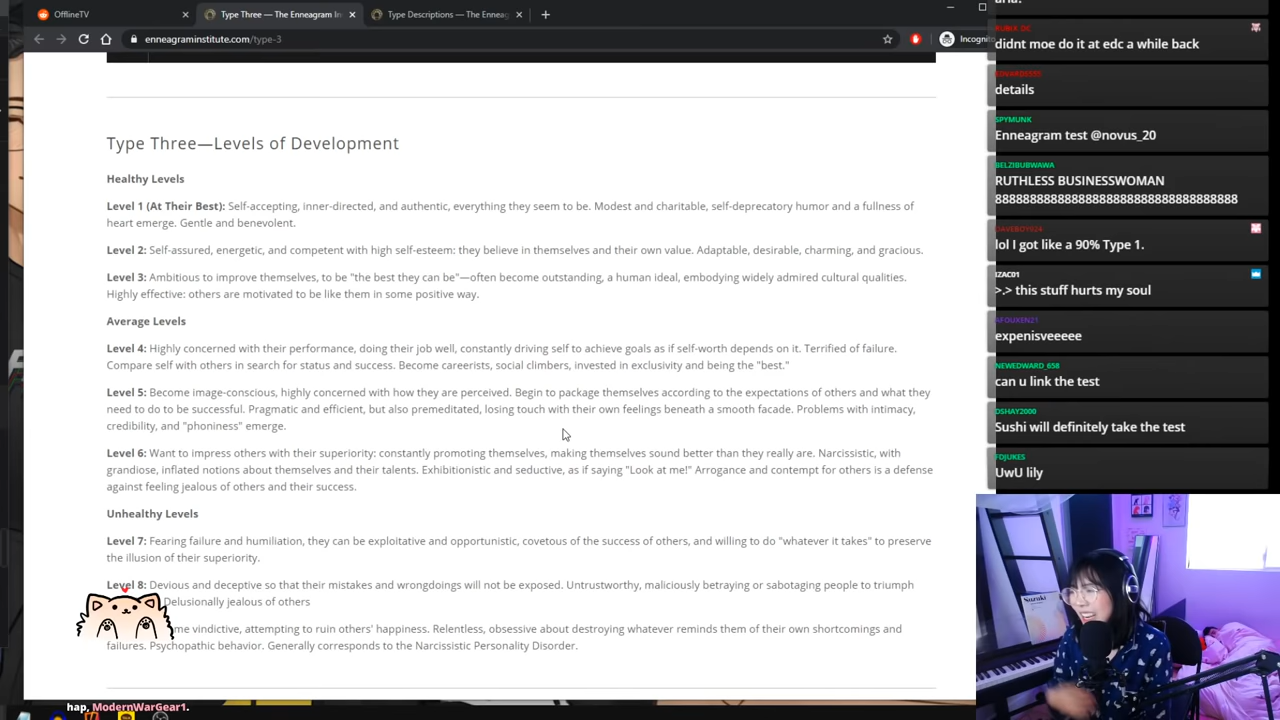 OfflineTV
Type Three — The Enneagram In
Type Descriptions — The Enneag
enneagraminstitute.com/type-3
Incognito
Type Three—Levels of Development
Healthy Levels
Level 1 (At Their Best): Self-accepting, inner-directed, and authentic, everything they seem to be. Modest and charitable, self-deprecatory humor and a fullness of
heart emerge. Gentle and benevolent.
Level 2: Self-assured, energetic, and competent with high self-esteem: they believe in themselves and their own value. Adaptable, desirable, charming, and gracious.
Level 3: Ambitious to improve themselves, to be "the best they can be"—often become outstanding, a human ideal, embodying widely admired cultural qualities.
Highly effective: others are motivated to be like them in some positive way.
Average Levels
Level 4: Highly concerned with their performance, doing their job well, constantly driving self to achieve goals as if self-worth depends on it. Terrified of failure.
Compare self with others in search for status and success. Become careerists, social climbers, invested in exclusivity and being the "best."
Level 5: Become image-conscious, highly concerned with how they are perceived. Begin to package themselves according to the expectations of others and what they
need to do to be successful. Pragmatic and efficient, but also premeditated, losing touch with their own feelings beneath a smooth facade. Problems with intimacy,
credibility, and "phoniness" emerge.
Level 6: Want to impress others with their superiority: constantly promoting themselves, making themselves sound better than they really are. Narcissistic, with
grandiose, inflated notions about themselves and their talents. Exhibitionistic and seductive, as if saying "Look at me!" Arrogance and contempt for others is a defense
against feeling jealous of others and their success.
Unhealthy Levels
Level 7: Fearing failure and humiliation, they can be exploitative and opportunistic, covetous of the success of others, and willing to do "whatever it takes" to preserve
the illusion of their superiority.
Level 8: Devious and deceptive so that their mistakes and wrongdoings will not be exposed. Untrustworthy, maliciously betraying or sabotaging people to triumph
Delusionally jealous of others
me vindictive, attempting to ruin others' happiness. Relentless, obsessive about destroying whatever reminds them of their own shortcomings and
failures. Psychopathic behavior. Generally corresponds to the Narcissistic Personality Disorder.
hap, ModernWarGear1.
didnt moe do it at edc a while back
details
SPYMUNK
Enneagram test @novus_20
BELZIBUBWAWA
RUTHLESS BUSINESSWOMAN
88888888888888888888888888888888888
lol I got like a 90% Type 1.
IZAC01
>.> this stuff hurts my soul
AFOUXEN21
expenisveeeee
NEWEDWARD_658
can u link the test
DSHAY2000
Sushi will definitely take the test
FDJUKES
UwU lily
Suzuki